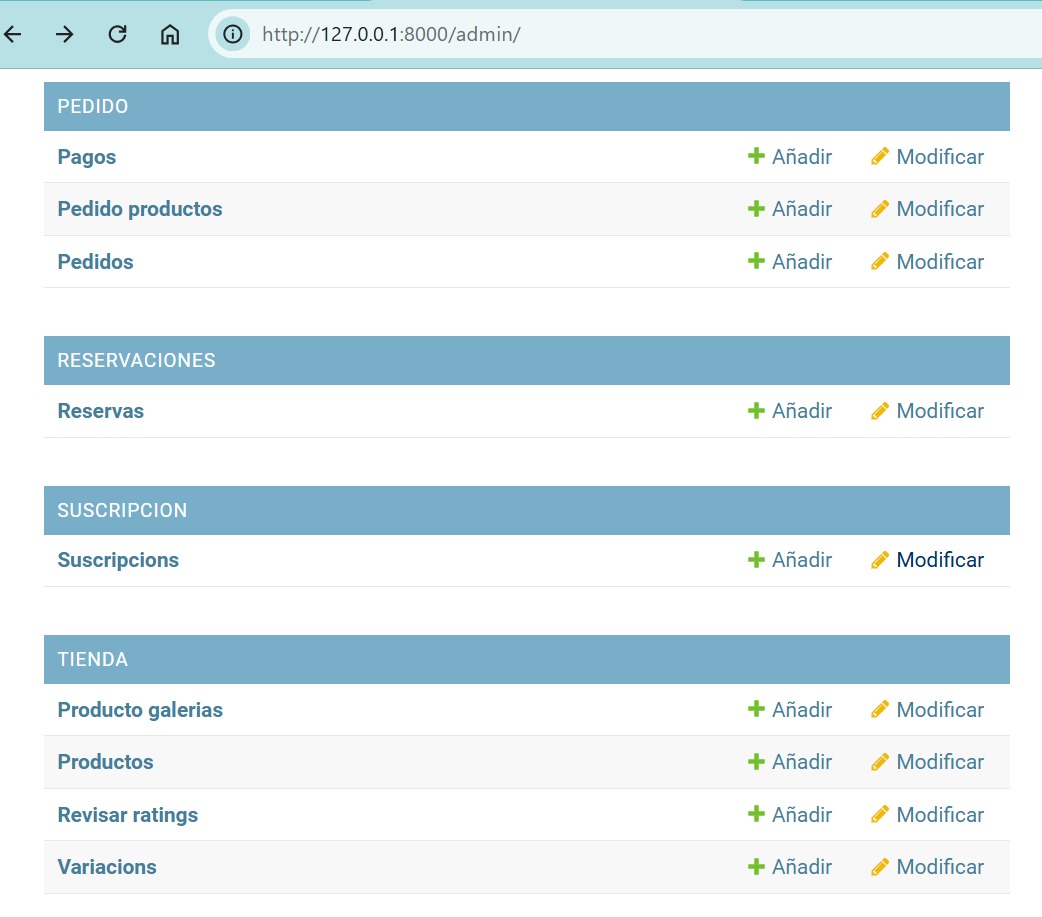 http://127.0.0.1:8000/admin/
PEDIDO
Pagos Añadir Modificar
Pedido productos Añadir Modificar
Pedidos Añadir Modificar
RESERVACIONES
Reservas Añadir Modificar
SUSCRIPCION
Suscripcions Añadir Modificar
TIENDA
Producto galerias Añadir Modificar
Productos Añadir Modificar
Revisar ratings Añadir Modificar
Variacions Añadir Modificar